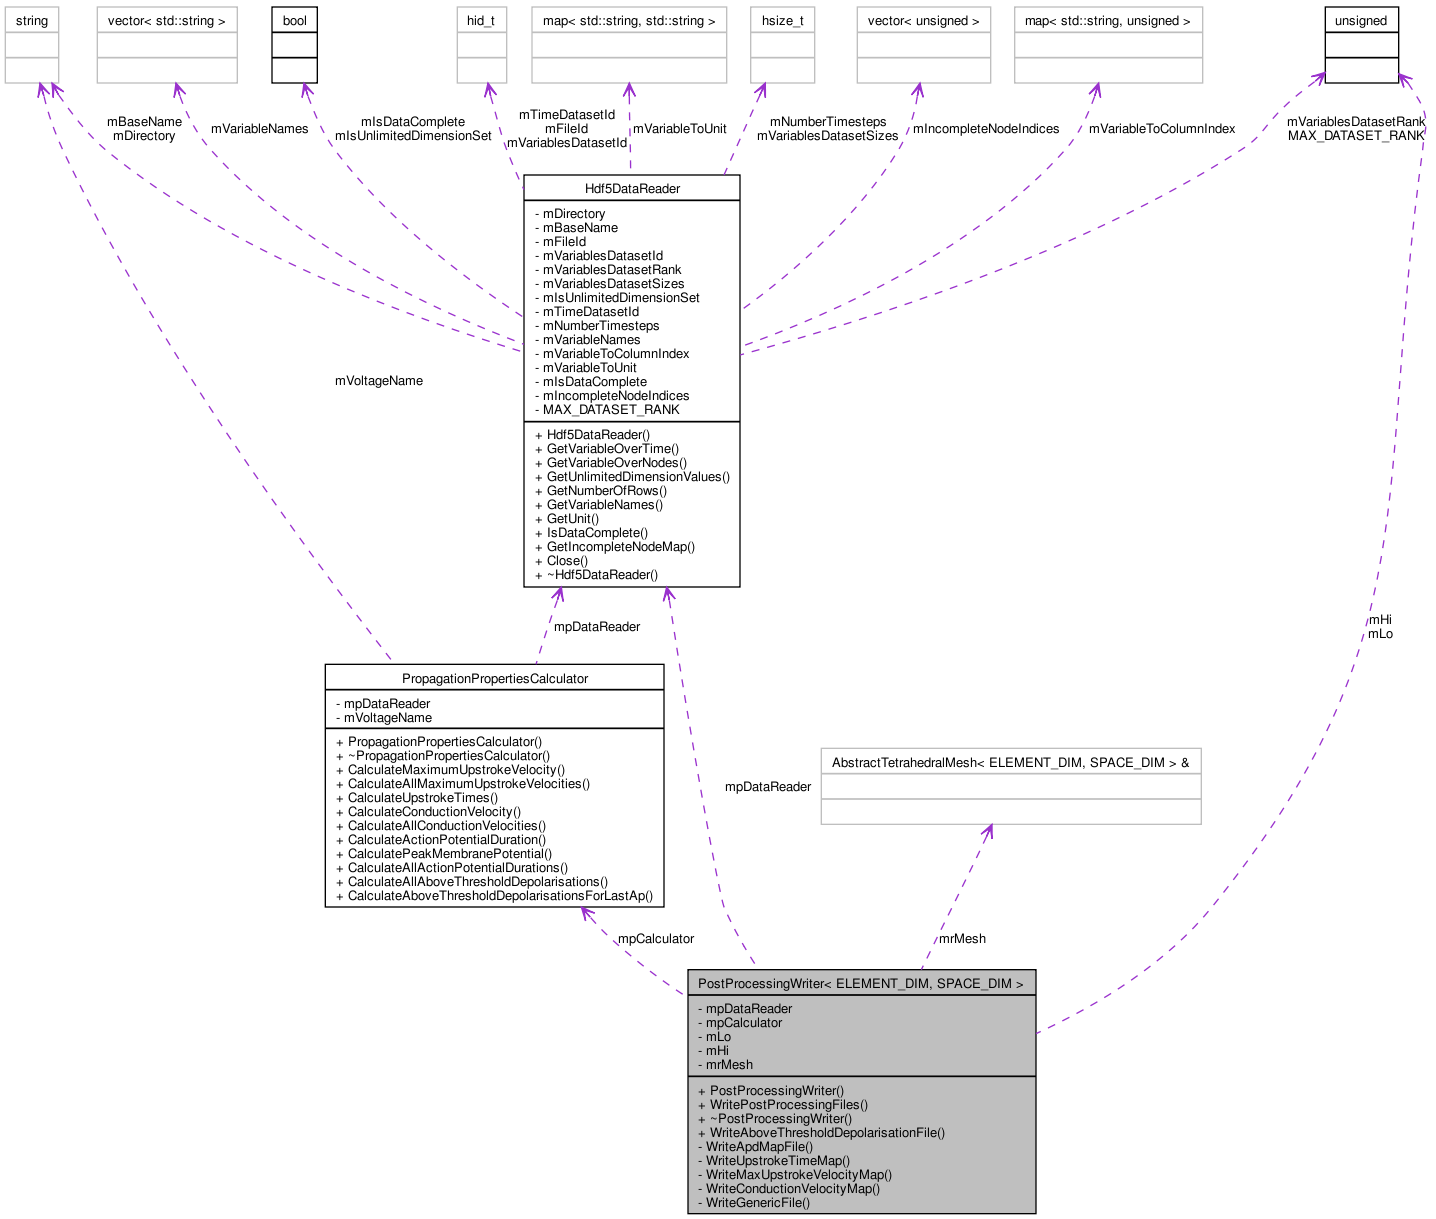 string
vector< std::string >
bool
hid_t
map< std::string, std::string >
hsize_t
vector< unsigned >
map< std::string, unsigned >
unsigned
mBaseName
mDirectory
mVariableNames
mIsDataComplete
mIsUnlimitedDimensionSet
mTimeDatasetId
mFileId
mVariablesDatasetId
mVariableToUnit
mNumberTimesteps
mVariablesDatasetSizes
mIncompleteNodeIndices
mVariableToColumnIndex
mVariablesDatasetRank
MAX_DATASET_RANK
Hdf5DataReader
- mDirectory
- mBaseName
- mFileId
- mVariablesDatasetId
- mVariablesDatasetRank
- mVariablesDatasetSizes
- mIsUnlimitedDimensionSet
- mTimeDatasetId
- mNumberTimesteps
- mVariableNames
- mVariableToColumnIndex
- mVariableToUnit
- mIsDataComplete
- mIncompleteNodeIndices
- MAX_DATASET_RANK
+ Hdf5DataReader()
+ GetVariableOverTime()
+ GetVariableOverNodes()
+ GetUnlimitedDimensionValues()
+ GetNumberOfRows()
+ GetVariableNames()
+ GetUnit()
+ IsDataComplete()
+ GetIncompleteNodeMap()
+ Close()
+ ~Hdf5DataReader()
mVoltageName
mpDataReader
mHi
mLo
PropagationPropertiesCalculator
- mpDataReader
- mVoltageName
+ PropagationPropertiesCalculator()
+ ~PropagationPropertiesCalculator()
+ CalculateMaximumUpstrokeVelocity()
+ CalculateAllMaximumUpstrokeVelocities()
+ CalculateUpstrokeTimes()
+ CalculateConductionVelocity()
+ CalculateAllConductionVelocities()
+ CalculateActionPotentialDuration()
+ CalculatePeakMembranePotential()
+ CalculateAllActionPotentialDurations()
+ CalculateAllAboveThresholdDepolarisations()
+ CalculateAboveThresholdDepolarisationsForLastAp()
mpDataReader
AbstractTetrahedralMesh< ELEMENT_DIM, SPACE_DIM > &
mpCalculator
mrMesh
PostProcessingWriter< ELEMENT_DIM, SPACE_DIM >
- mpDataReader
- mpCalculator
- mLo
- mHi
- mrMesh
+ PostProcessingWriter()
+ WritePostProcessingFiles()
+ ~PostProcessingWriter()
+ WriteAboveThresholdDepolarisationFile()
- WriteApdMapFile()
- WriteUpstrokeTimeMap()
- WriteMaxUpstrokeVelocityMap()
- WriteConductionVelocityMap()
- WriteGenericFile()